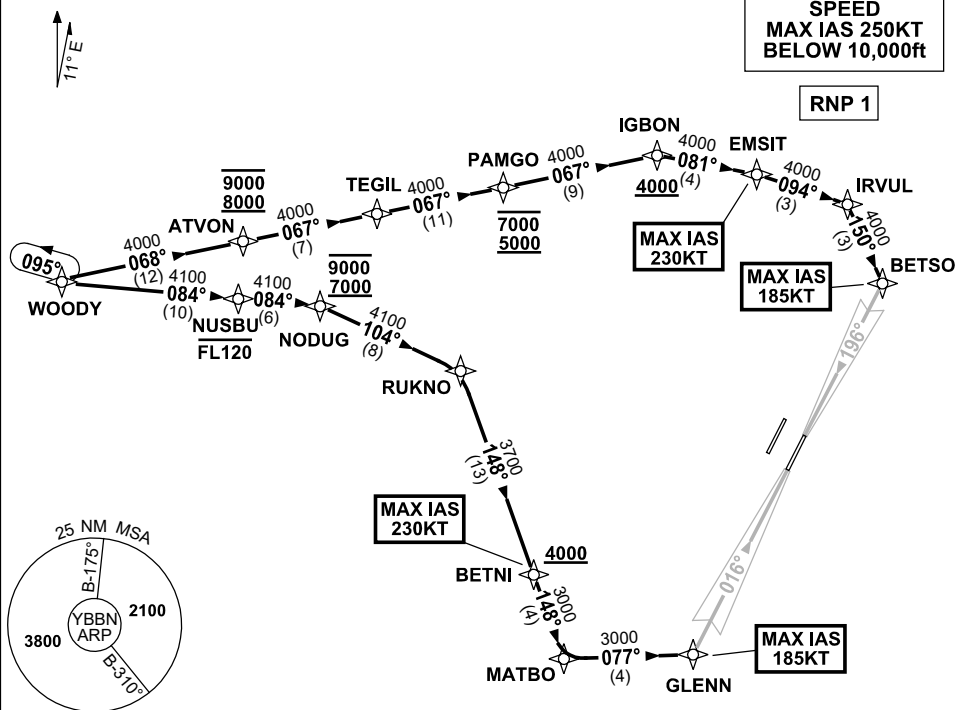 SPEED
MAX IAS 250KT
BELOW 10,000ft
11° E
RNP 1
IGBON
4000
081°
(4)
4000
EMSIT
4000
094°
(3)
IRVUL
4000
150°
(3)
BETSO
PAMGO
4000
067°
(9)
7000
5000
TEGIL
4000
067°
(11)
9000
8000
ATVON
4000
067°
(7)
4000
068°
(12)
095°
WOODY
4100
084°
(10)
NUSBU
FL120
4100
084°
(6)
9000
7000
NODUG
4100
104°
(8)
RUKNO
MAX IAS
230KT
MAX IAS
185KT
196°
3700
148°
(13)
MAX IAS
230KT
4000
BETNI
3000
148°
(4)
MATBO
3000
077°
(4)
GLENN
016°
MAX IAS
185KT
25 NM MSA
B-175°
YBBN
ARP
2100
3800
B-310°